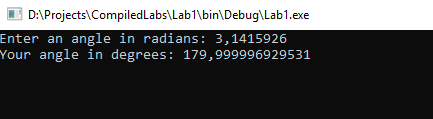 D:\Projects\CompiledLabs\Lab1\bin\Debug\Lab1.exe
Enter an angle in radians: 3,1415926
Your angle in degrees: 179,999996929531